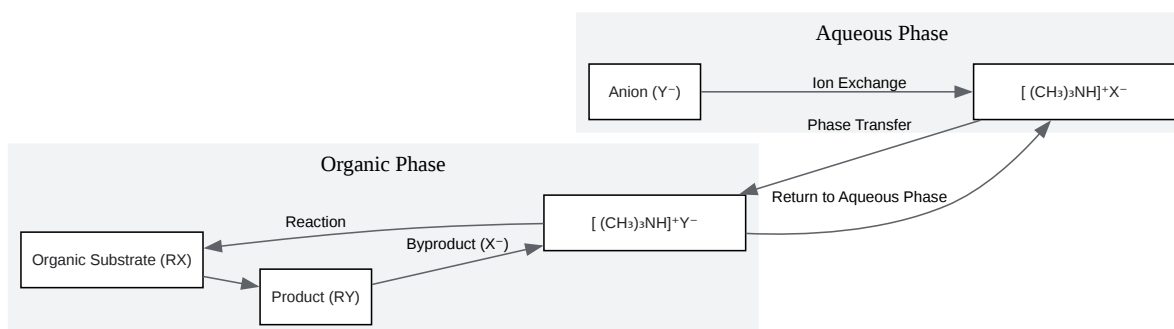 Aqueous Phase
Anion (Y⁻)
Ion Exchange
[ (CH₃)₃NH]⁺X⁻
Phase Transfer
Organic Phase
Return to Aqueous Phase
Reaction
[ (CH₃)₃NH]⁺Y⁻
Byproduct (X⁻)
Organic Substrate (RX)
Product (RY)